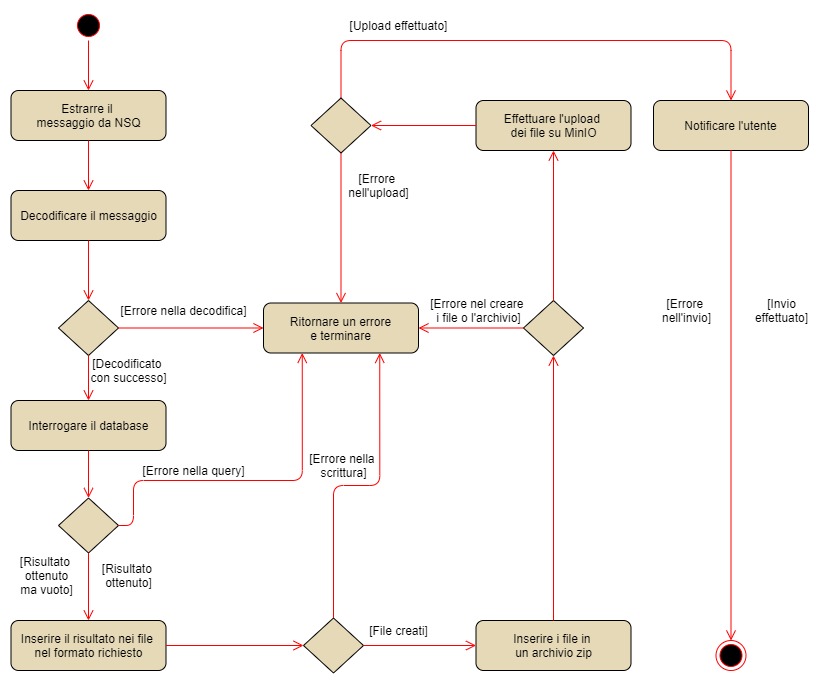 [Upload effettuato]
Estrarre il
messaggio da NSQ
Effettuare l'upload
dei file su MinIO
Notificare l'utente
[Errore
nell'upload]
Decodificare il messaggio
[Errore nella decodifica]
Ritornare un errore
e terminare
[Errore nel creare
i file o l'archivio]
[Errore
nell'invio]
[Invio
effettuato]
[Decodificato
con successo]
Interrogare il database
[Errore nella query]
[Errore nella
scrittura]
[Risultato
ottenuto
ma vuoto]
[Risultato
ottenuto]
Inserire il risultato nei file
nel formato richiesto
[File creati]
Inserire i file in
un archivio zip